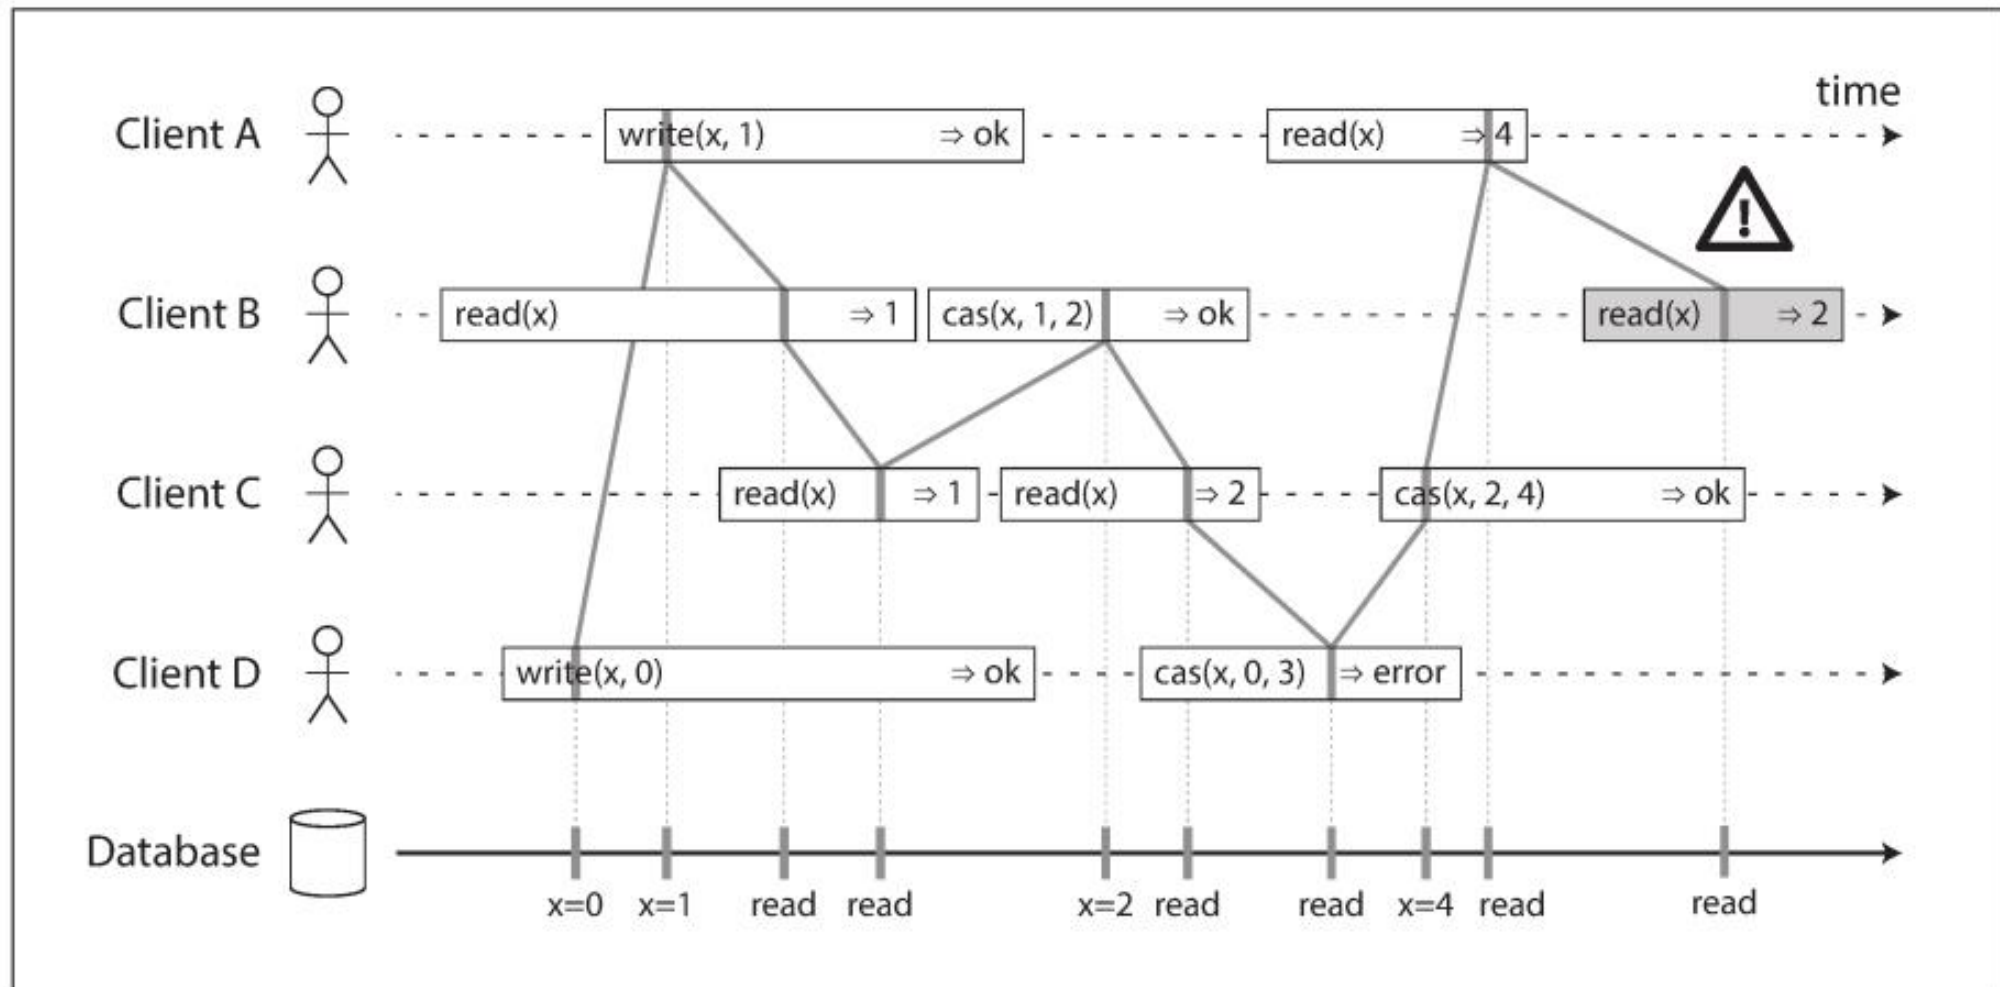 time
Client A write(x, 1) ⇒ ok read(x) ⇒ 4
!
Client B read(x) ⇒ 1 cas(x, 1, 2) ⇒ ok read(x) ⇒ 2
Client C read(x) ⇒ 1 read(x) ⇒ 2 cas(x, 2, 4) ⇒ ok
Client D write(x, 0) ⇒ ok cas(x, 0, 3) ⇒ error
Database
x=0 x=1 read read x=2 read read x=4 read read